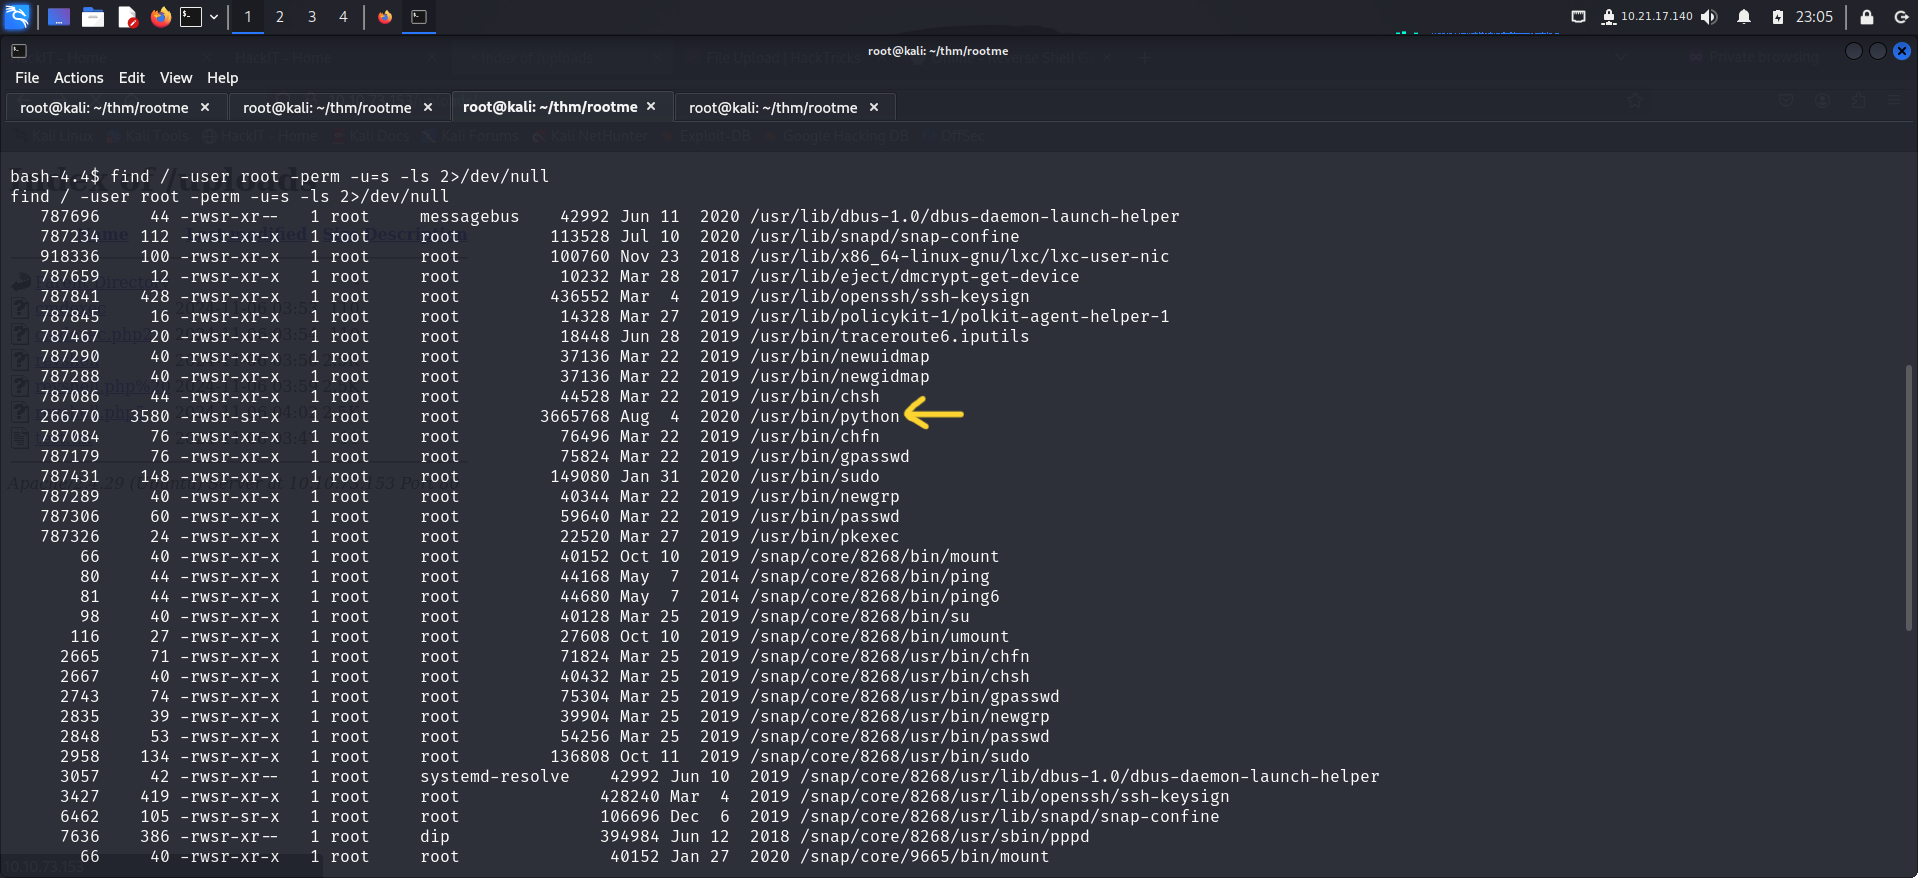 1 2 3 4 10.21.17.140 23:05
root@kali: ~/thm/rootme
File Actions Edit View Help
root@kali: ~/thm/rootme × root@kali: ~/thm/rootme × root@kali: ~/thm/rootme × root@kali: ~/thm/rootme ×
Kali Linux Kali Tools HackIT - Home Kali Docs Kali Forums Kali NetHunter Exploit-DB Google Hacking DB OffSec
bash-4.4$ find / -user root -perm -u=s -ls 2>/dev/null
find / -user root -perm -u=s -ls 2>/dev/null
787696 44 -rwsr-xr-- 1 root messagebus 42992 Jun 11 2020 /usr/lib/dbus-1.0/dbus-daemon-launch-helper
787234 112 -rwsr-xr-x 1 root root 113528 Jul 10 2020 /usr/lib/snapd/snap-confine
918336 100 -rwsr-xr-x 1 root root 100760 Nov 23 2018 /usr/lib/x86_64-linux-gnu/lxc/lxc-user-nic
787659 12 -rwsr-xr-x 1 root root 10232 Mar 28 2017 /usr/lib/eject/dmcrypt-get-device
787841 428 -rwsr-xr-x 1 root root 436552 Mar 4 2019 /usr/lib/openssh/ssh-keysign
787845 16 -rwsr-xr-x 1 root root 14328 Mar 27 2019 /usr/lib/policykit-1/polkit-agent-helper-1
787467 20 -rwsr-xr-x 1 root root 18448 Jun 28 2019 /usr/bin/traceroute6.iputils
787290 40 -rwsr-xr-x 1 root root 37136 Mar 22 2019 /usr/bin/newuidmap
787288 40 -rwsr-xr-x 1 root root 37136 Mar 22 2019 /usr/bin/newgidmap
787086 44 -rwsr-xr-x 1 root root 44528 Mar 22 2019 /usr/bin/chsh
266770 3580 -rwsr-sr-x 1 root root 3665768 Aug 4 2020 /usr/bin/python
787084 76 -rwsr-xr-x 1 root root 76496 Mar 22 2019 /usr/bin/chfn
787179 76 -rwsr-xr-x 1 root root 75824 Mar 22 2019 /usr/bin/gpasswd
787431 148 -rwsr-xr-x 1 root root 149080 Jan 31 2020 /usr/bin/sudo
787289 40 -rwsr-xr-x 1 root root 40344 Mar 22 2019 /usr/bin/newgrp
787306 60 -rwsr-xr-x 1 root root 59640 Mar 22 2019 /usr/bin/passwd
787326 24 -rwsr-xr-x 1 root root 22520 Mar 27 2019 /usr/bin/pkexec
66 40 -rwsr-xr-x 1 root root 40152 Oct 10 2019 /snap/core/8268/bin/mount
80 44 -rwsr-xr-x 1 root root 44168 May 7 2014 /snap/core/8268/bin/ping
81 44 -rwsr-xr-x 1 root root 44680 May 7 2014 /snap/core/8268/bin/ping6
98 40 -rwsr-xr-x 1 root root 40128 Mar 25 2019 /snap/core/8268/bin/su
116 27 -rwsr-xr-x 1 root root 27608 Oct 10 2019 /snap/core/8268/bin/umount
2665 71 -rwsr-xr-x 1 root root 71824 Mar 25 2019 /snap/core/8268/usr/bin/chfn
2667 40 -rwsr-xr-x 1 root root 40432 Mar 25 2019 /snap/core/8268/usr/bin/chsh
2743 74 -rwsr-xr-x 1 root root 75304 Mar 25 2019 /snap/core/8268/usr/bin/gpasswd
2835 39 -rwsr-xr-x 1 root root 39904 Mar 25 2019 /snap/core/8268/usr/bin/newgrp
2848 53 -rwsr-xr-x 1 root root 54256 Mar 25 2019 /snap/core/8268/usr/bin/passwd
2958 134 -rwsr-xr-x 1 root root 136808 Oct 11 2019 /snap/core/8268/usr/bin/sudo
3057 42 -rwsr-xr-- 1 root systemd-resolve 42992 Jun 10 2019 /snap/core/8268/usr/lib/dbus-1.0/dbus-daemon-launch-helper
3427 419 -rwsr-xr-x 1 root root 428240 Mar 4 2019 /snap/core/8268/usr/lib/openssh/ssh-keysign
6462 105 -rwsr-sr-x 1 root root 106696 Dec 6 2019 /snap/core/8268/usr/lib/snapd/snap-confine
7636 386 -rwsr-xr-- 1 root dip 394984 Jun 12 2018 /snap/core/8268/usr/sbin/pppd
66 40 -rwsr-xr-x 1 root root 40152 Jan 27 2020 /snap/core/9665/bin/mount
10.10.73.153